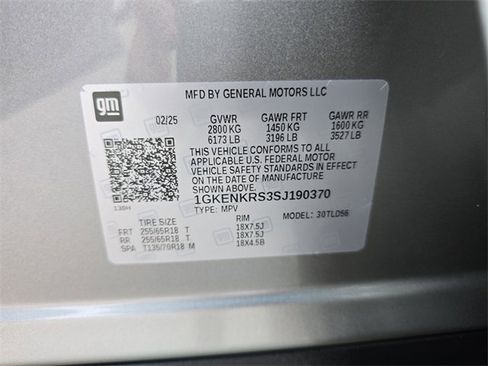 MFD BY GENERAL MOTORS LLC
gm
02/25 GVWR GAWR FRT GAWR RR
2800 KG 1450 KG 1600 KG
6173 LB 3196 LB 3527 LB
THIS VEHICLE CONFORMS TO ALL
APPLICABLE U.S. FEDERAL MOTOR
VEHICLE SAFETY STANDARDS IN
EFFECT ON THE DATE OF MANUFACTURE
SHOWN ABOVE.
1GKENKRS3SJ190370
TYPE: MPV MODEL: 30TLD56
TIRE SIZE RIM
FRT 255/65R18 T 18X7.5J
RR 255/65R18 T 18X7.5J
SPA T135/70R18 M 18X4.5B